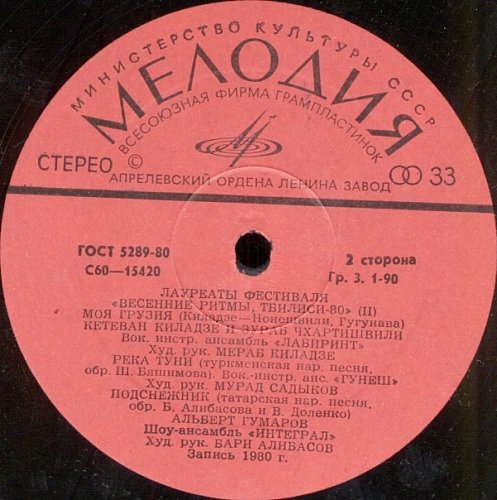 МИНИСТЕРСТВО КУЛЬТУРЫ СССР
МЕЛОДИЯ
ВСЕСОЮЗНАЯ ФИРМА ГРАМПЛАСТИНОК
СТЕРЕО © 33
АПРЕЛЕВСКИЙ ОРДЕНА ЛЕНИНА ЗАВОД
ГОСТ 5289-80
С60—15420
2 сторона
Гр. 3. 1-90
ЛАУРЕАТЫ ФЕСТИВАЛЯ
«ВЕСЕННИЕ РИТМЫ, ТБИЛИСИ-80» (II)
МОЯ ГРУЗИЯ (Киладзе—Нонешвили, Гугунава)
КЕТЕВАН КИЛАДЗЕ И ЗУРАБ ЧХАРТИШВИЛИ
Вок. инстр. ансамбль «ЛАБИРИНТ»
Худ. рук. МЕРАБ КИЛАДЗЕ
РЕКА ТУНИ (туркменская нар. песня,
обр. Ш. Бяшимова). Вок.-инстр. анс. «ГУНЕШ»
Худ. рук. МУРАД САДЫКОВ
ПОДСНЕЖНИК (татарская нар. песня,
обр. Б. Алибасова и В. Доленко)
АЛЬБЕРТ ГУМАРОВ
Шоу-ансамбль «ИНТЕГРАЛ»
Худ. рук. БАРИ АЛИБАСОВ
Запись 1980 г.